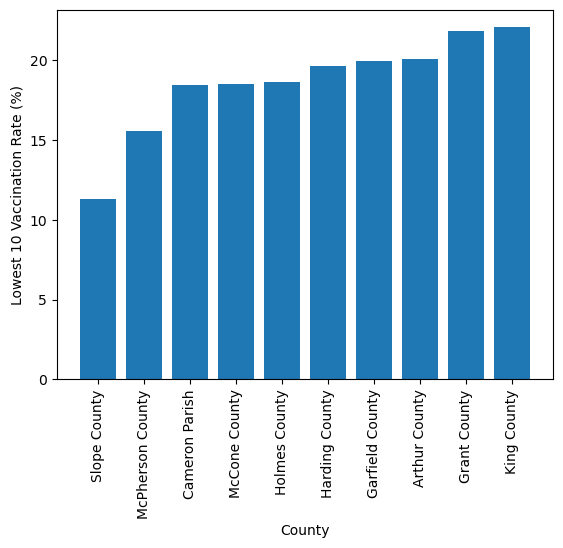 Lowest 10 Vaccination Rate (%)
20
15
10
5
0
Slope County
McPherson County
Cameron Parish
McCone County
Holmes County
Harding County
Garfield County
Arthur County
Grant County
King County
County